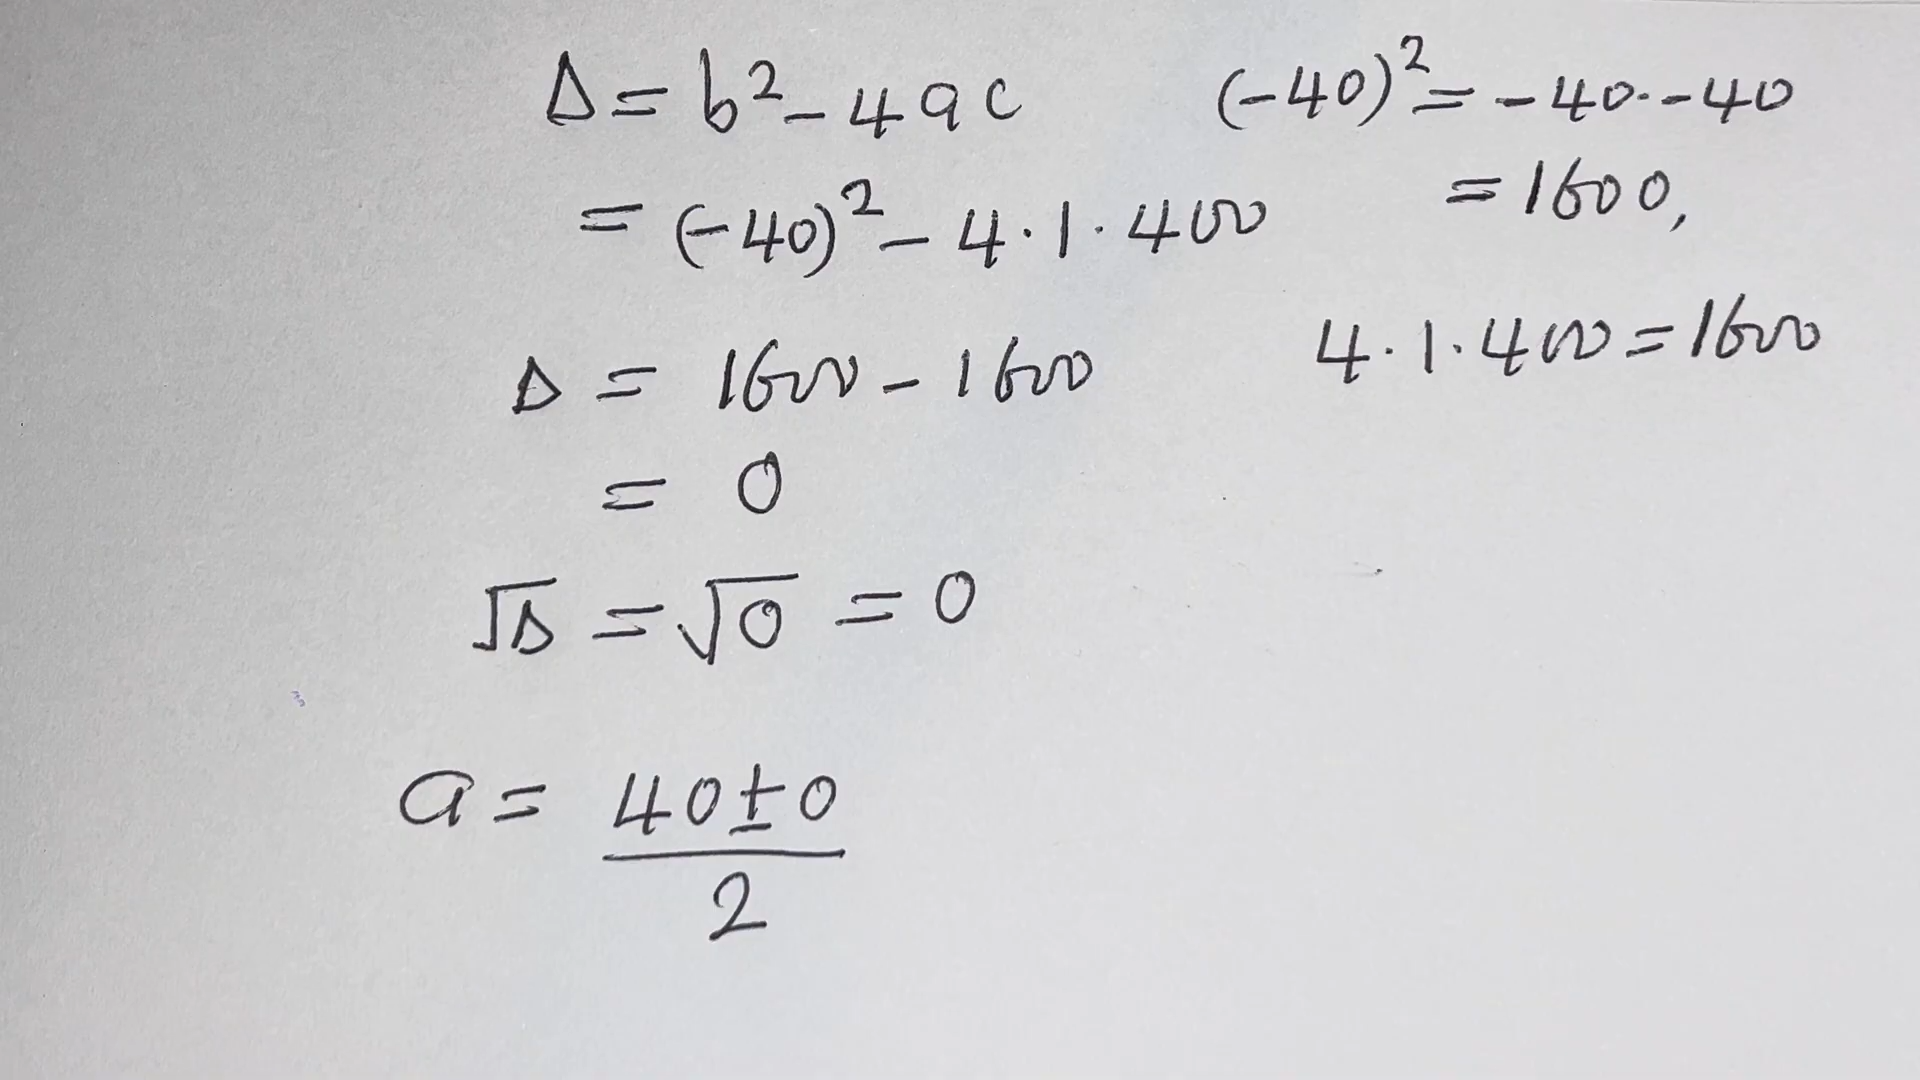 Δ = b² - 4ac
= (-40)² - 4·1·400
Δ = 1600 - 1600
= 0
√Δ = √0 = 0
a = 40±0
2
(-40)² = -40·-40
= 1600,
4·1·400 = 1600